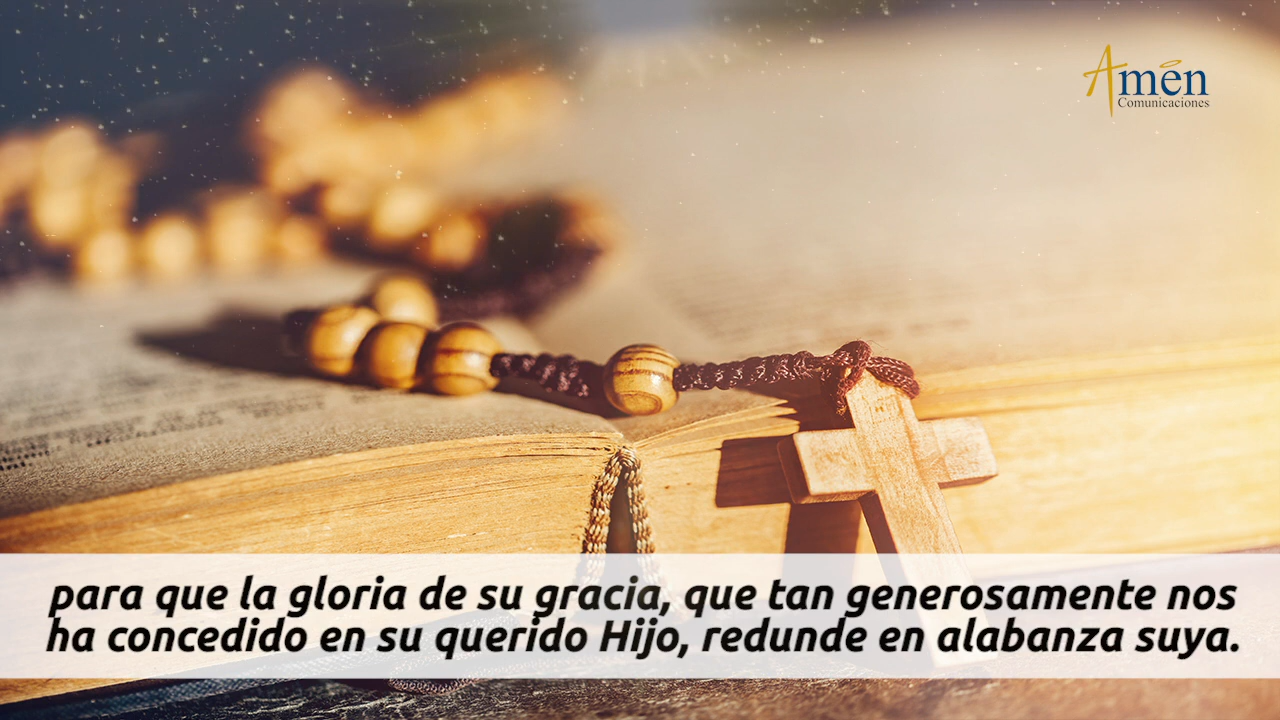 Amén
Comunicaciones
para que la gloria de su gracia, que tan generosamente nos
ha concedido en su querido Hijo, redunde en alabanza suya.